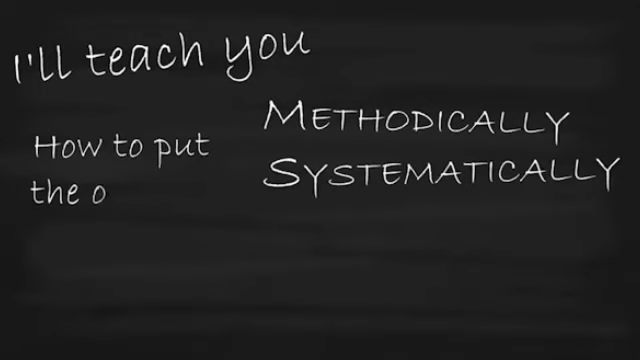 I'll teach you
How to put
the o
METHODICALLY
SYSTEMATICALLY